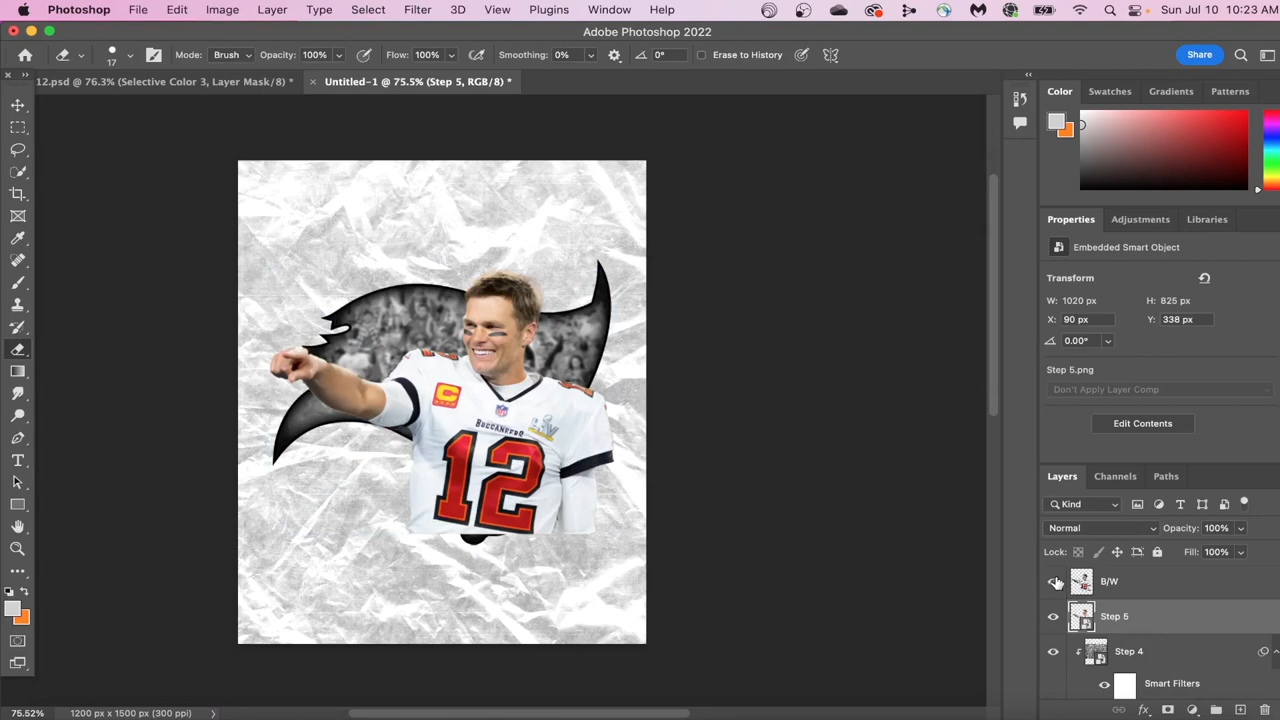 Photoshop File Edit Image Layer Type Select Filter 3D View Plugins Window Help Sun Jul 10 10:23 AM
Adobe Photoshop 2022
17 Mode: Brush Opacity: 100% Flow: 100% Smoothing: 0% 0° Erase to History Share
12.psd @ 76.3% (Selective Color 3, Layer Mask/8) * × Untitled-1 @ 75.5% (Step 5, RGB/8) *
Color Swatches Gradients Patterns
Properties Adjustments Libraries
Embedded Smart Object
Transform
W: 1020 px H: 825 px
X: 90 px Y: 338 px
0.00°
Step 5.png
Don't Apply Layer Comp
Edit Contents
C
NFL
BUCCANEERS
LV
12
Layers Channels Paths
Kind
Normal Opacity: 100%
Lock: Fill: 100%
B/W
Step 5
Step 4
Smart Filters
75.52% 1200 px x 1500 px (300 ppi)